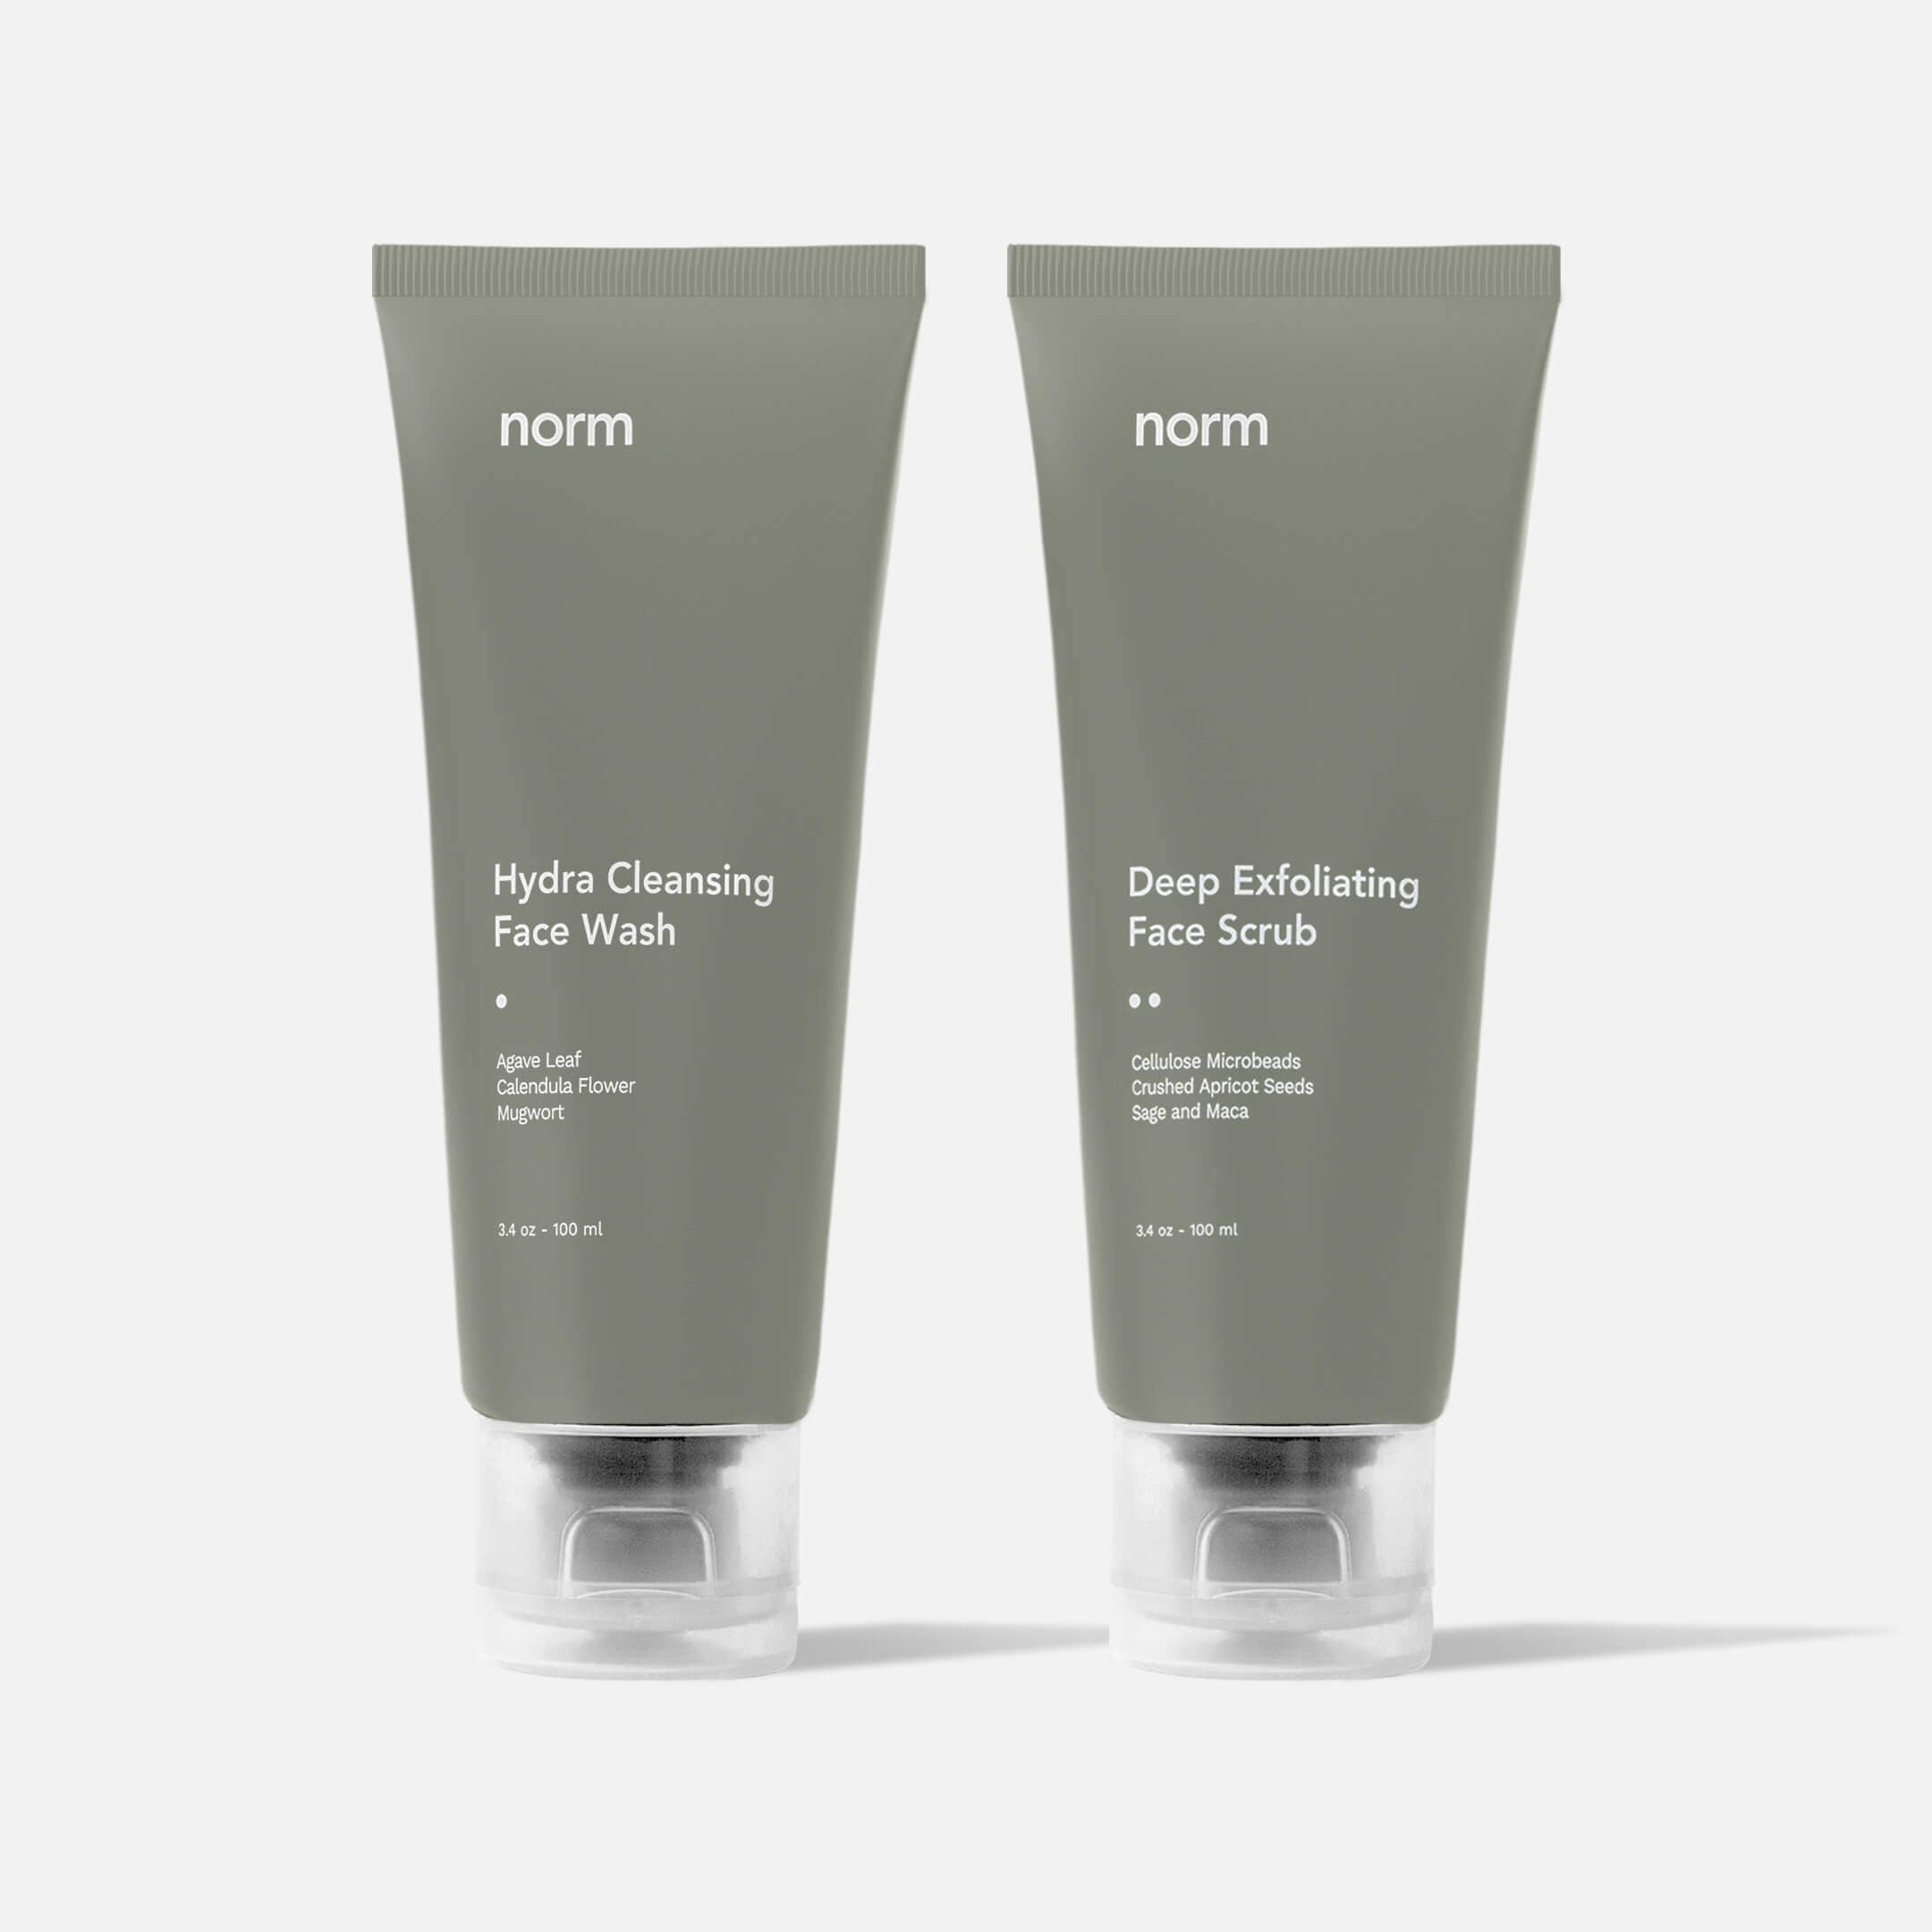 norm
Hydra Cleansing
Face Wash
Agave Leaf
Calendula Flower
Mugwort
3.4 oz - 100 ml
norm
Deep Exfoliating
Face Scrub
Cellulose Microbeads
Crushed Apricot Seeds
Sage and Maca
3.4 oz - 100 ml